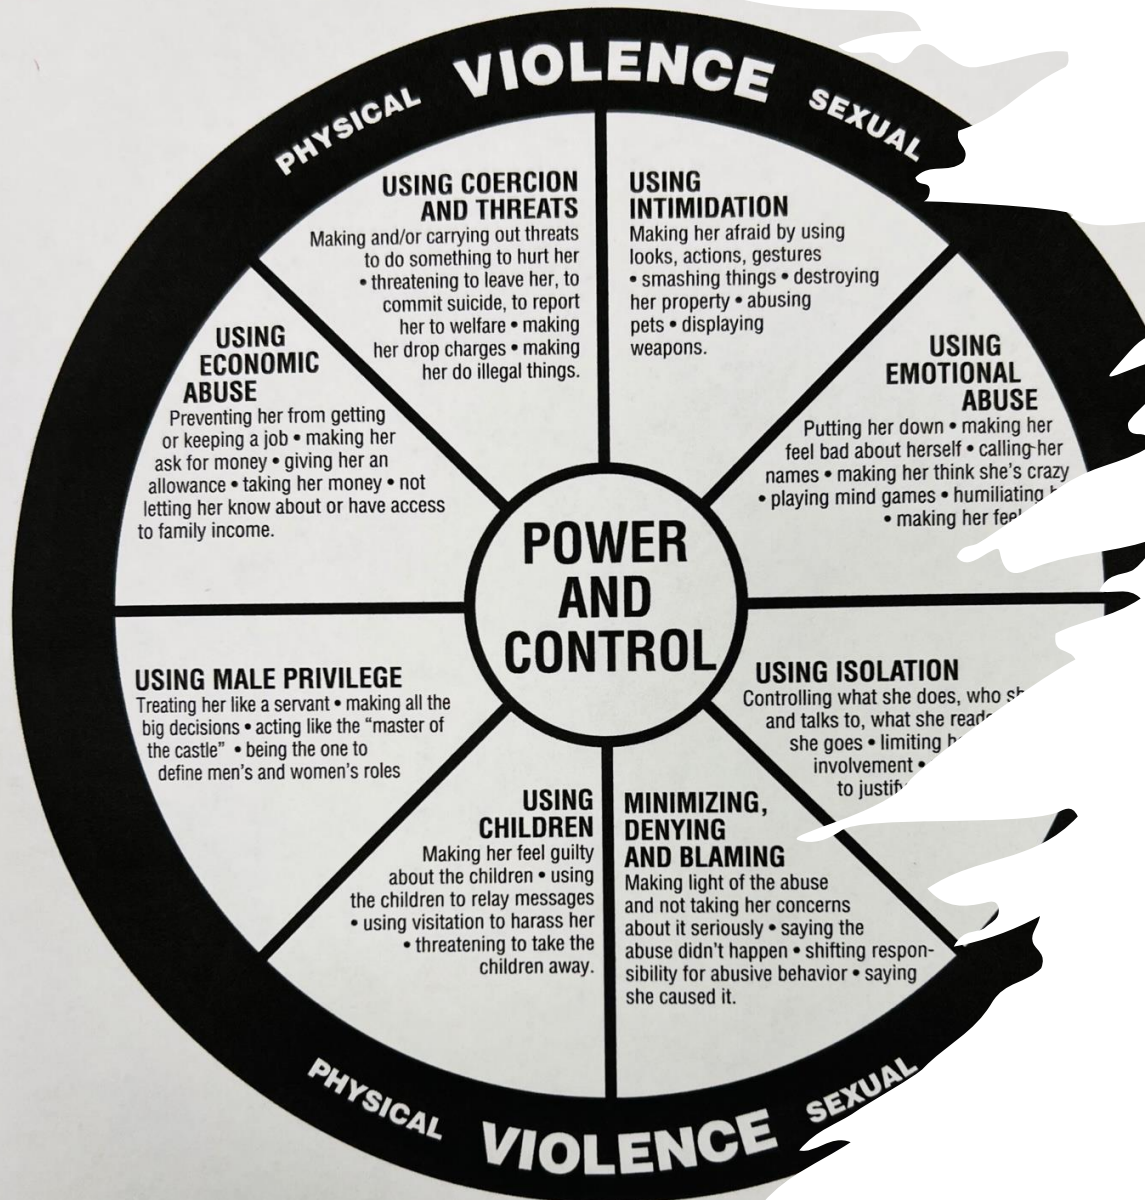 PHYSICAL VIOLENCE SEXUAL
USING COERCION
AND THREATS
Making and/or carrying out threats
to do something to hurt her
• threatening to leave her, to
commit suicide, to report
her to welfare • making
her drop charges • making
her do illegal things.
USING
INTIMIDATION
Making her afraid by using
looks, actions, gestures
• smashing things • destroying
her property • abusing
pets • displaying
weapons.
USING
ECONOMIC
ABUSE
Preventing her from getting
or keeping a job • making her
ask for money • giving her an
allowance • taking her money • not
letting her know about or have access
to family income.
USING
EMOTIONAL
ABUSE
Putting her down • making her
feel bad about herself • calling her
names • making her think she's crazy
• playing mind games • humiliating
• making her feel
POWER
AND
CONTROL
USING MALE PRIVILEGE
Treating her like a servant • making all the
big decisions • acting like the “master of
the castle” • being the one to
define men's and women's roles
USING ISOLATION
Controlling what she does, who
and talks to, what she
she goes • limiting
involvement •
to
USING
CHILDREN
Making her feel guilty
about the children • using
the children to relay messages
• using visitation to harass her
• threatening to take the
children away.
MINIMIZING,
DENYING
AND BLAMING
Making light of the abuse
and not taking her concerns
about it seriously • saying the
abuse didn't happen • shifting respon-
sibility for abusive behavior • saying
she caused it.
PHYSICAL VIOLENCE SEXUAL